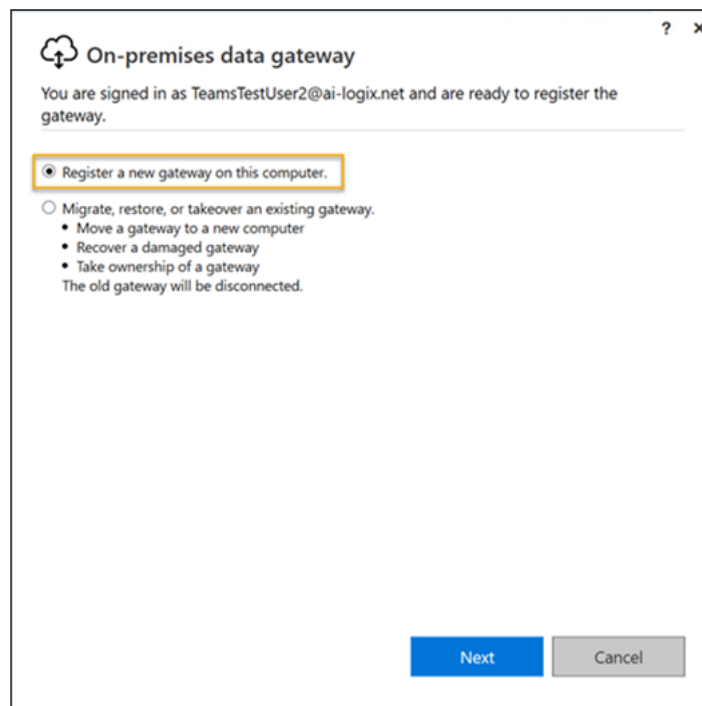 ? ×
On-premises data gateway
You are signed in as TeamsTestUser2@ai-logix.net and are ready to register the
gateway.
Register a new gateway on this computer.
Migrate, restore, or takeover an existing gateway.
• Move a gateway to a new computer
• Recover a damaged gateway
• Take ownership of a gateway
The old gateway will be disconnected.
Next Cancel